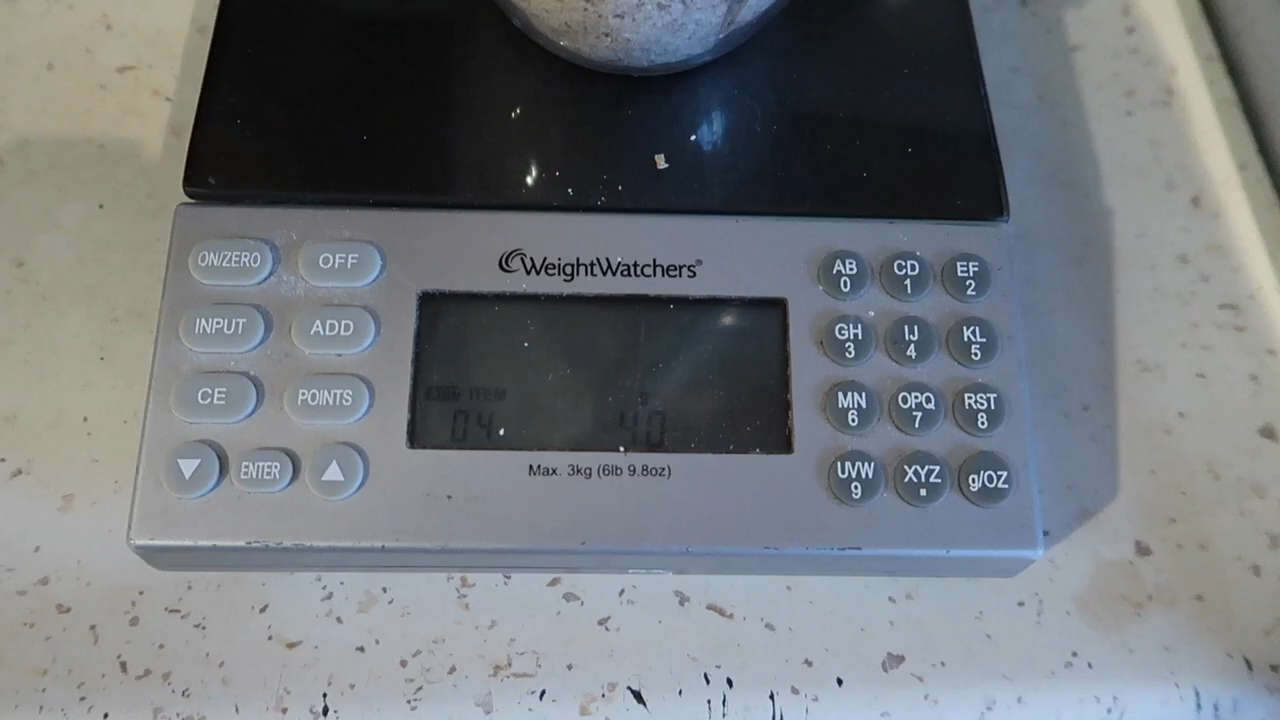 WeightWatchers®
ON/ZERO OFF
INPUT ADD
CE POINTS
ENTER
ITEM g
04 40
Max. 3kg (6lb 9.8oz)
AB 0 CD 1 EF 2
GH 3 IJ 4 KL 5
MN 6 OPQ 7 RST 8
UVW 9 XYZ . g/OZ